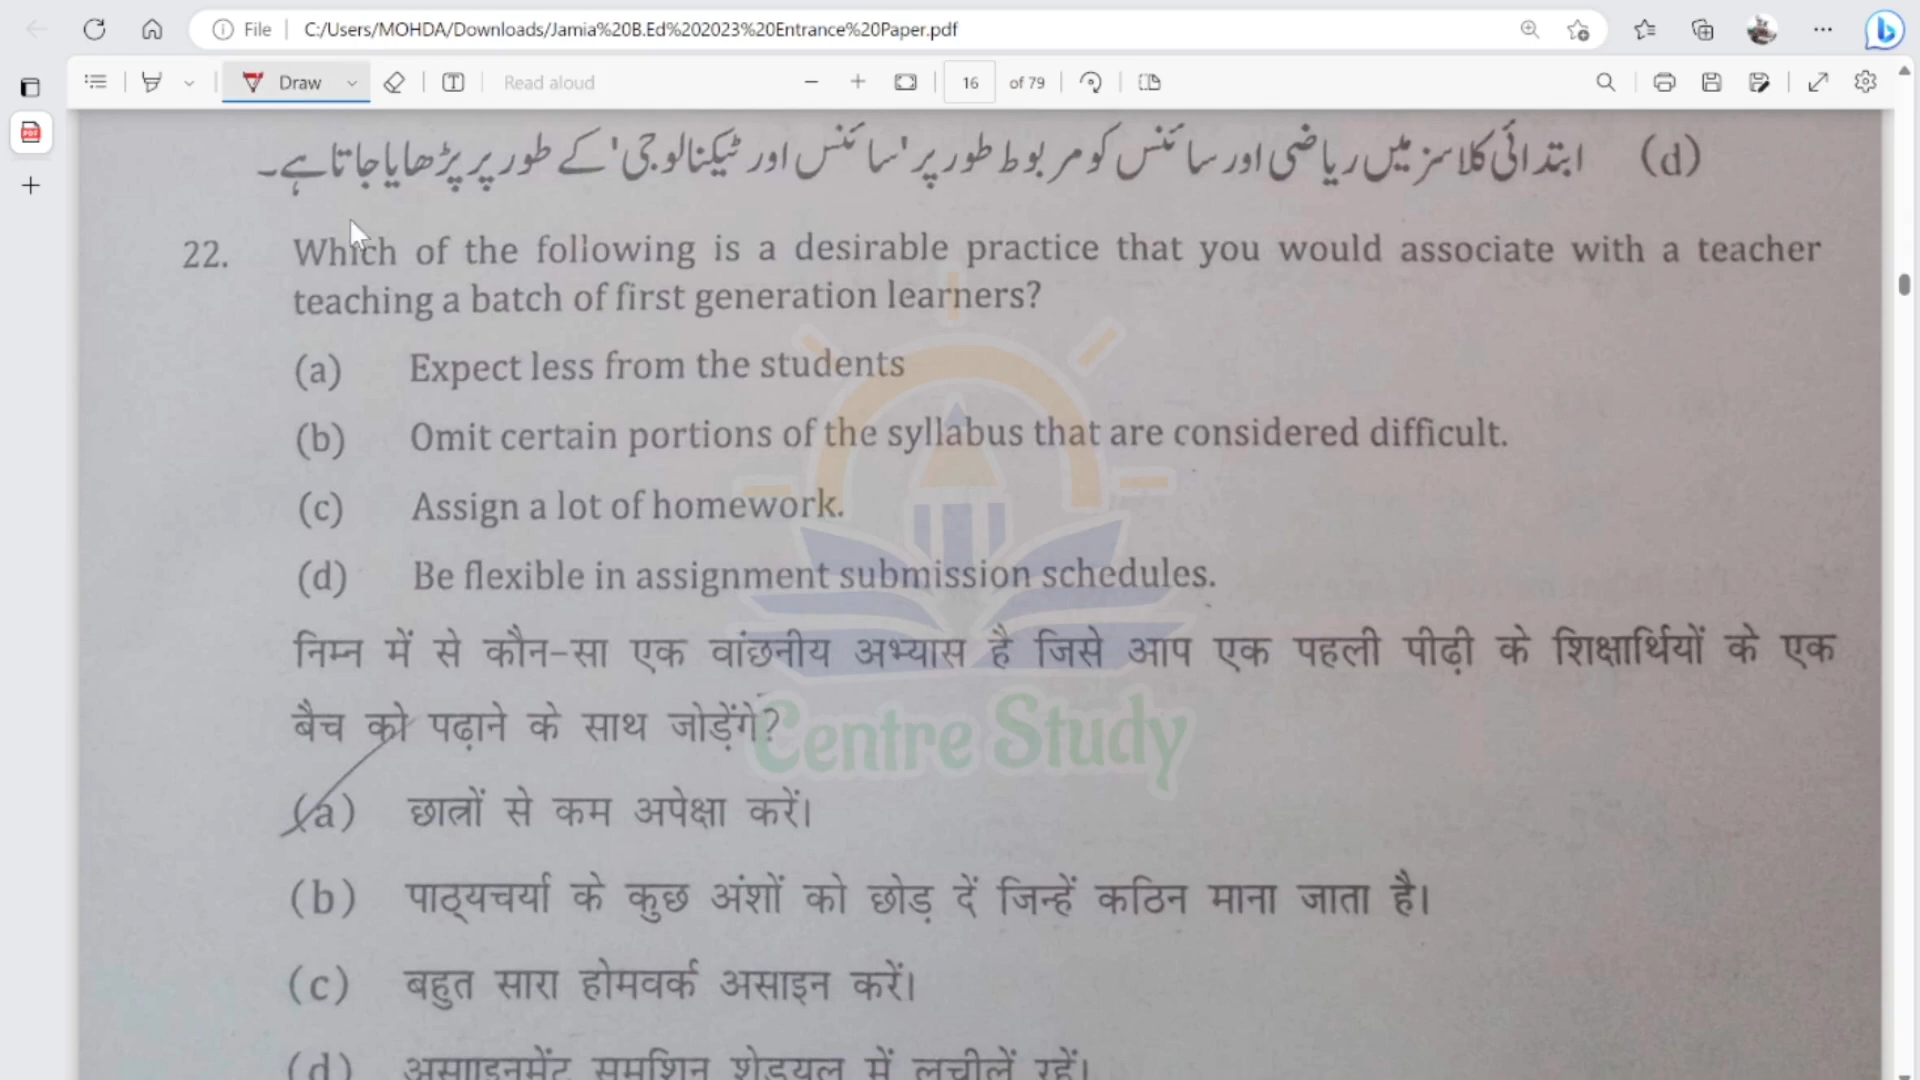 File
C:/Users/MOHDA/Downloads/Jamia%20B.Ed%202023%20Entrance%20Paper.pdf
Draw
Read aloud
16 of 79
(d) ابتدائی کلاسز میں ریاضی اور سائنس کو مربوط طور پر 'سائنس اور ٹیکنالوجی' کے طور پر پڑھایا جاتا ہے۔
22. Which of the following is a desirable practice that you would associate with a teacher
teaching a batch of first generation learners?
(a) Expect less from the students
(b) Omit certain portions of the syllabus that are considered difficult.
(c) Assign a lot of homework.
(d) Be flexible in assignment submission schedules.
निम्न में से कौन-सा एक वांछनीय अभ्यास है जिसे आप एक पहली पीढ़ी के शिक्षार्थियों के एक
बैच को पढ़ाने के साथ जोड़ेंगे?
Centre Study
(a) छात्रों से कम अपेक्षा करें।
(b) पाठ्यचर्या के कुछ अंशों को छोड़ दें जिन्हें कठिन माना जाता है।
(c) बहुत सारा होमवर्क असाइन करें।
(d) असाइनमेंट समशिन शेड्यूल में लचीलें रहें।